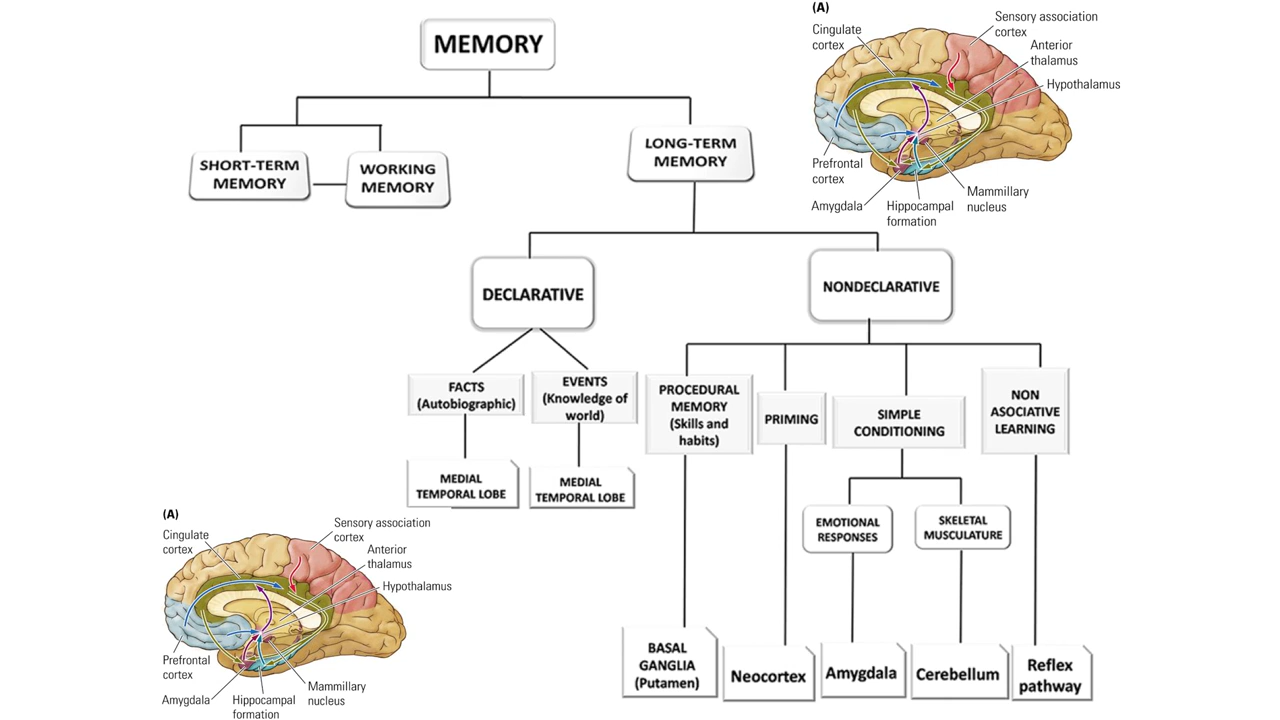 MEMORY
SHORT-TERM
MEMORY
WORKING
MEMORY
LONG-TERM
MEMORY
DECLARATIVE
NONDECLARATIVE
FACTS
(Autobiographic)
EVENTS
(Knowledge of
world)
PROCEDURAL
MEMORY
(Skills and
habits)
PRIMING
SIMPLE
CONDITIONING
NON
ASOCIATIVE
LEARNING
MEDIAL
TEMPORAL LOBE
MEDIAL
TEMPORAL LOBE
EMOTIONAL
RESPONSES
SKELETAL
MUSCULATURE
BASAL
GANGLIA
(Putamen)
Neocortex
Amygdala
Cerebellum
Reflex
pathway
(A)
Cingulate
cortex
Sensory association
cortex
Anterior
thalamus
Hypothalamus
Prefrontal
cortex
Amygdala
Hippocampal
formation
Mammillary
nucleus
(A)
Cingulate
cortex
Sensory association
cortex
Anterior
thalamus
Hypothalamus
Prefrontal
cortex
Amygdala
Hippocampal
formation
Mammillary
nucleus